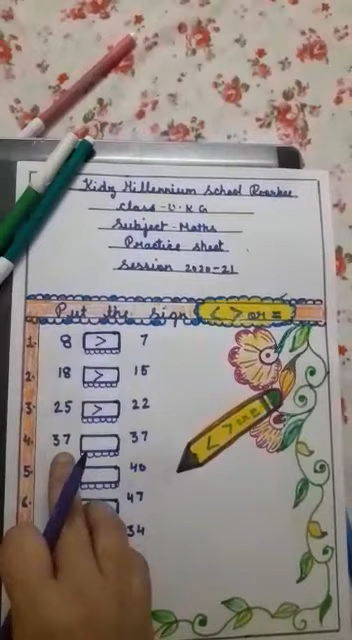 Kidz Millennium School Roorkee
Class - U.K.G
Subject - Maths
Practice sheet
Session 2020-21
Put the sign < > or =
1. 8 > 7
2. 18 > 15
3. 25 > 22
4. 37 37
5. 40
6. 47
34
< > or =